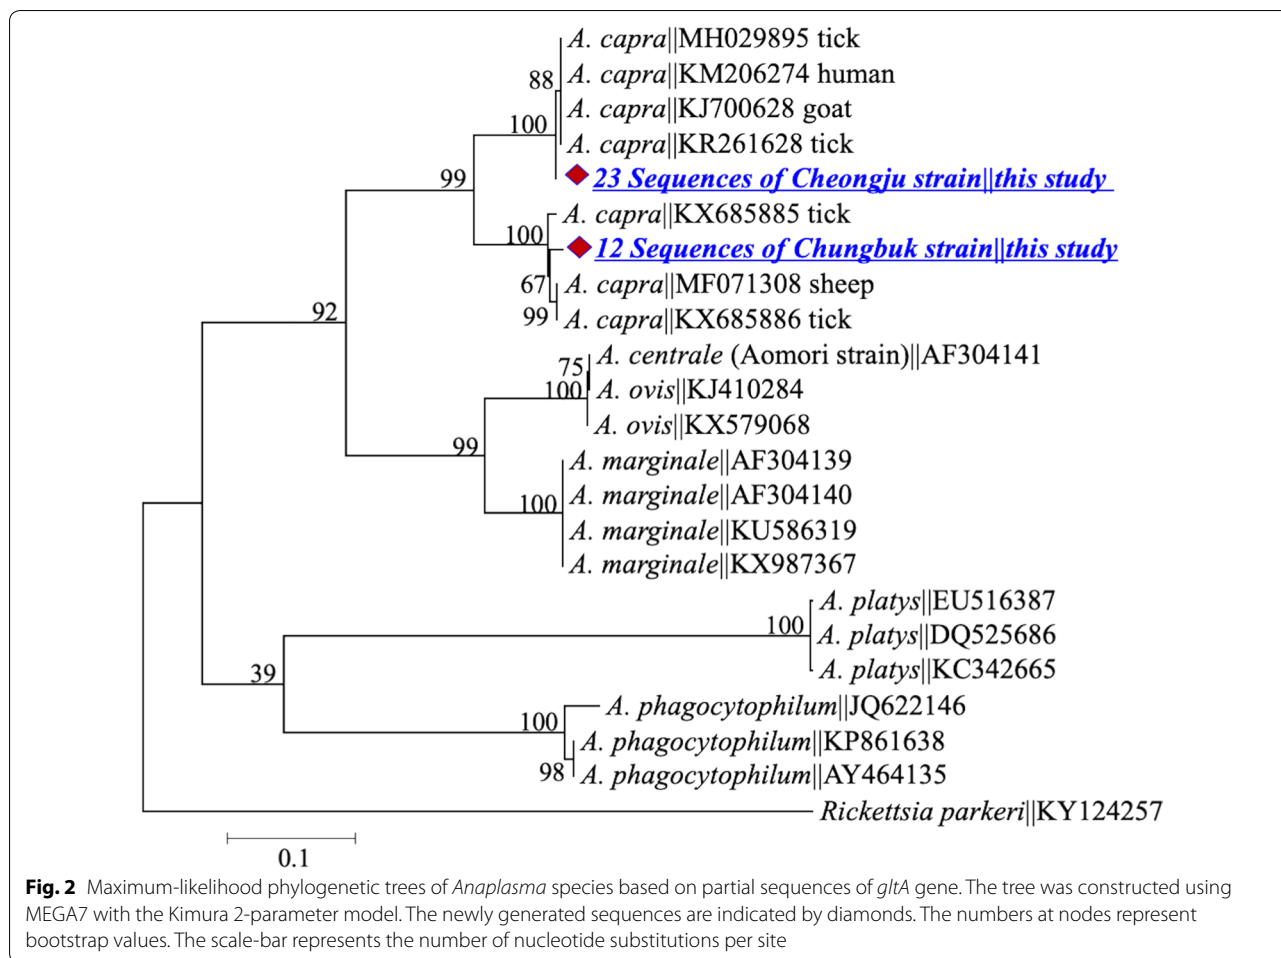 A. capra||MH029895 tick
88
A. capra||KM206274 human
A. capra||KJ700628 goat
100
A. capra||KR261628 tick
23 Sequences of Cheongju strain||this study
99
A. capra||KX685885 tick
100
12 Sequences of Chungbuk strain||this study
67
A. capra||MF071308 sheep
92
99
A. capra||KX685886 tick
A. centrale (Aomori strain)||AF304141
75
100
A. ovis||KJ410284
A. ovis||KX579068
99
A. marginale||AF304139
A. marginale||AF304140
100
A. marginale||KU586319
A. marginale||KX987367
A. platys||EU516387
100
A. platys||DQ525686
39
A. platys||KC342665
A. phagocytophilum||JQ622146
100
A. phagocytophilum||KP861638
98
A. phagocytophilum||AY464135
Rickettsia parkeri||KY124257
0.1
Fig. 2 Maximum-likelihood phylogenetic trees of Anaplasma species based on partial sequences of gltA gene. The tree was constructed using
MEGA7 with the Kimura 2-parameter model. The newly generated sequences are indicated by diamonds. The numbers at nodes represent
bootstrap values. The scale-bar represents the number of nucleotide substitutions per site